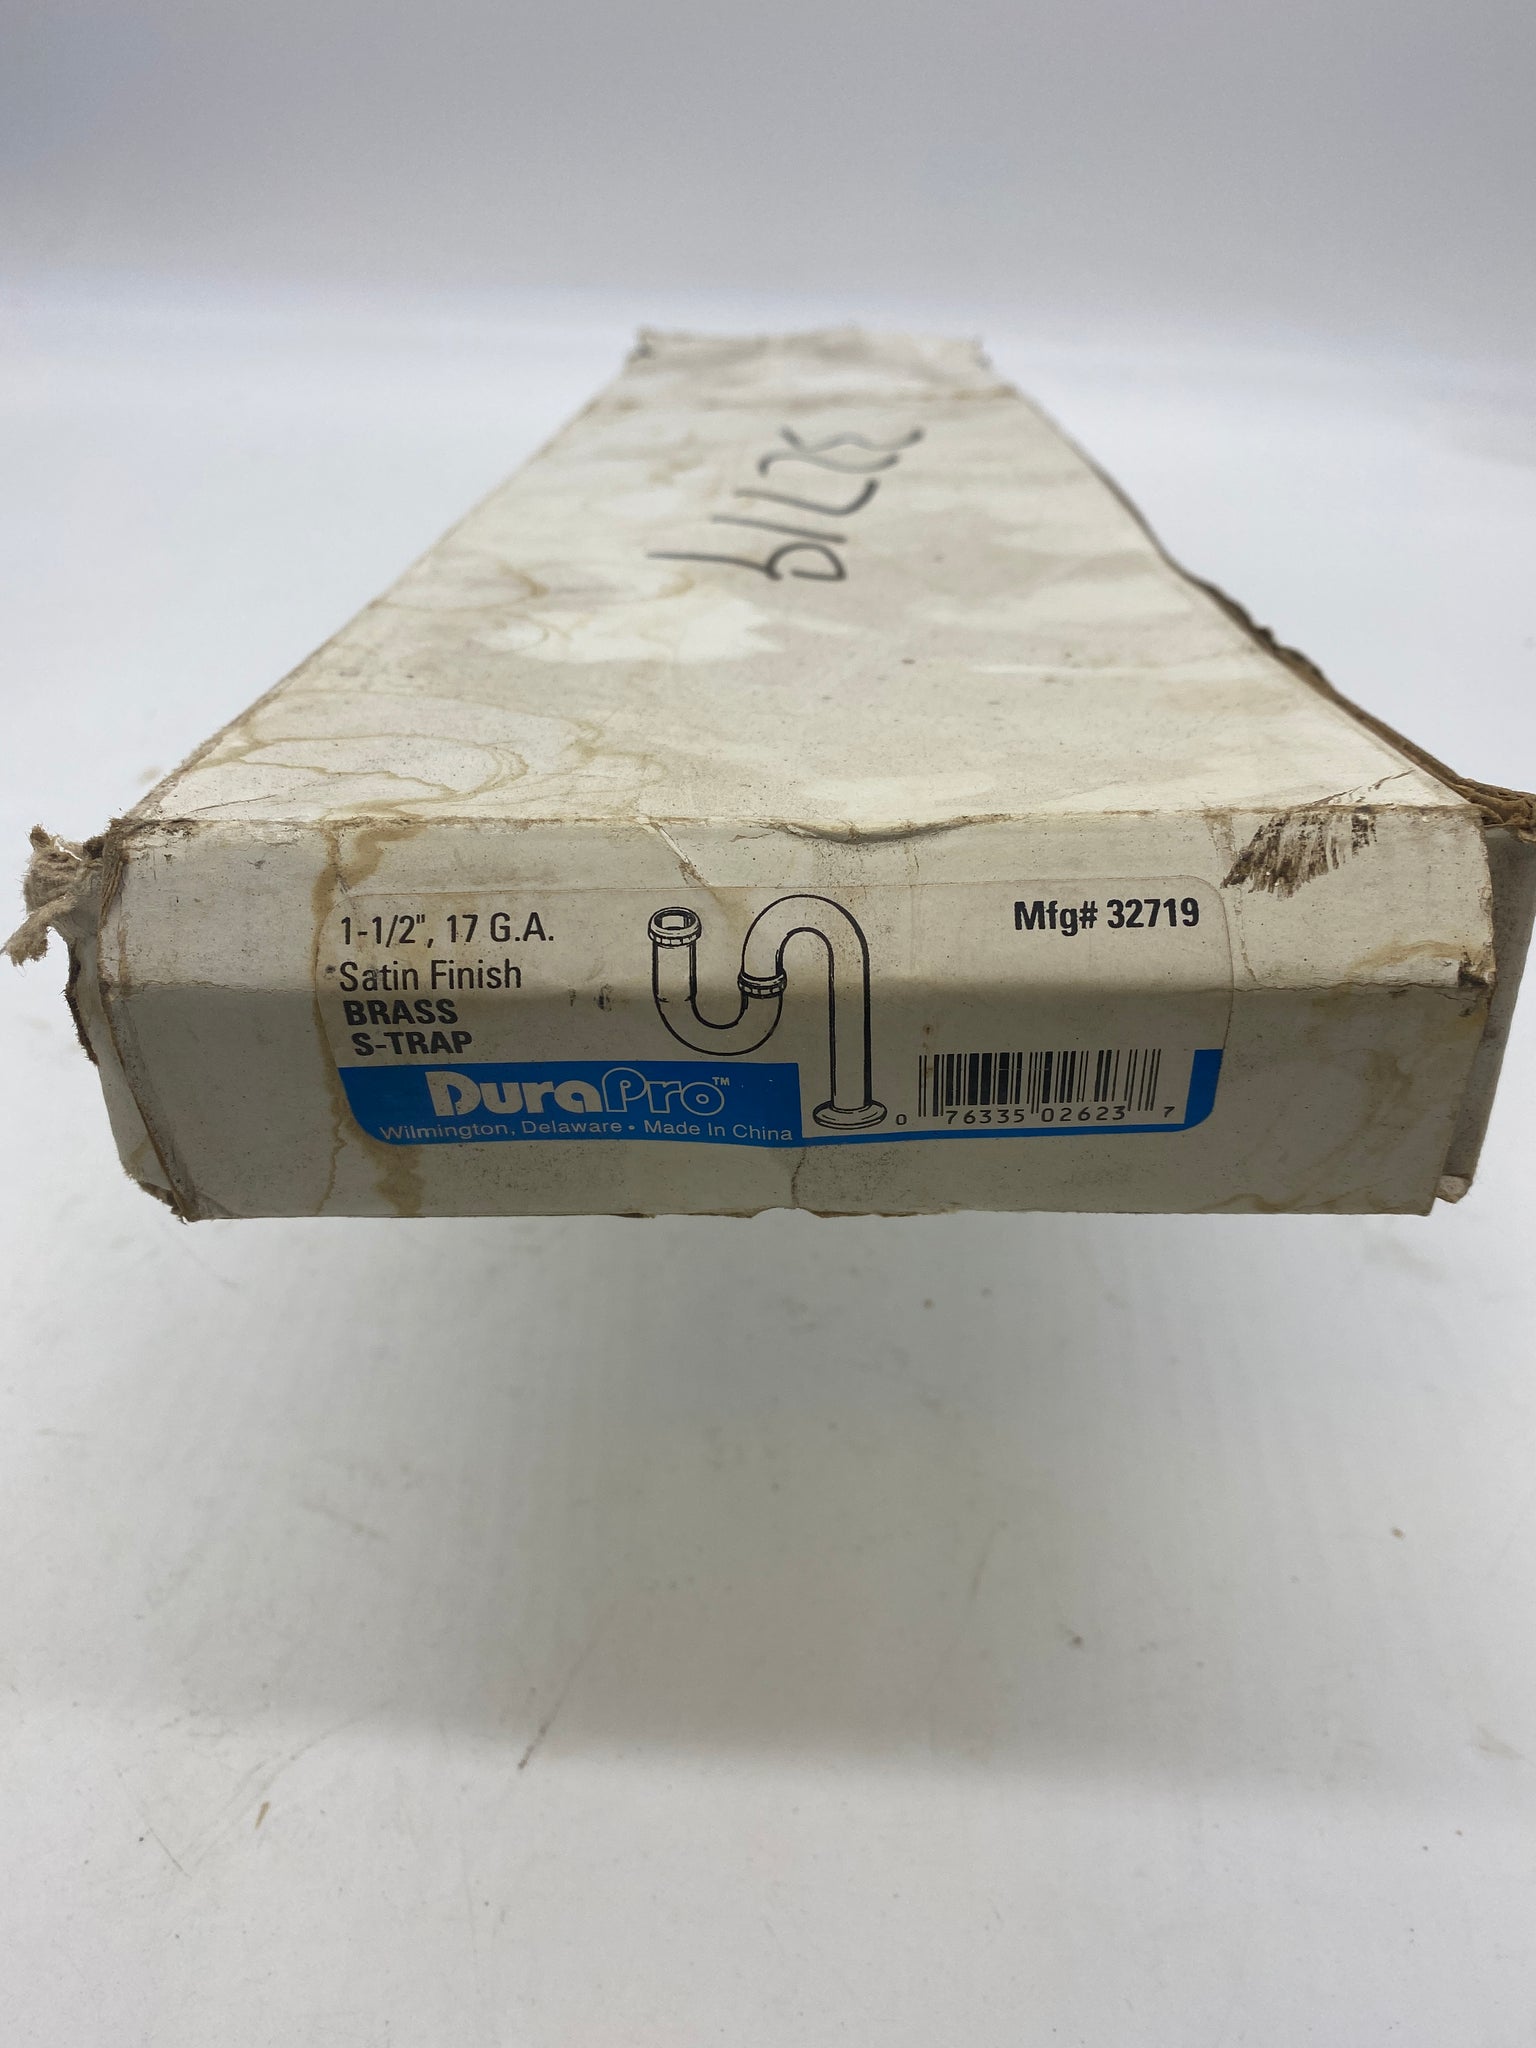 32719
1-1/2", 17 G.A.
Satin Finish
BRASS
S-TRAP
DuraPro™
Wilmington, Delaware • Made In China
Mfg# 32719
0 76335 02623 7